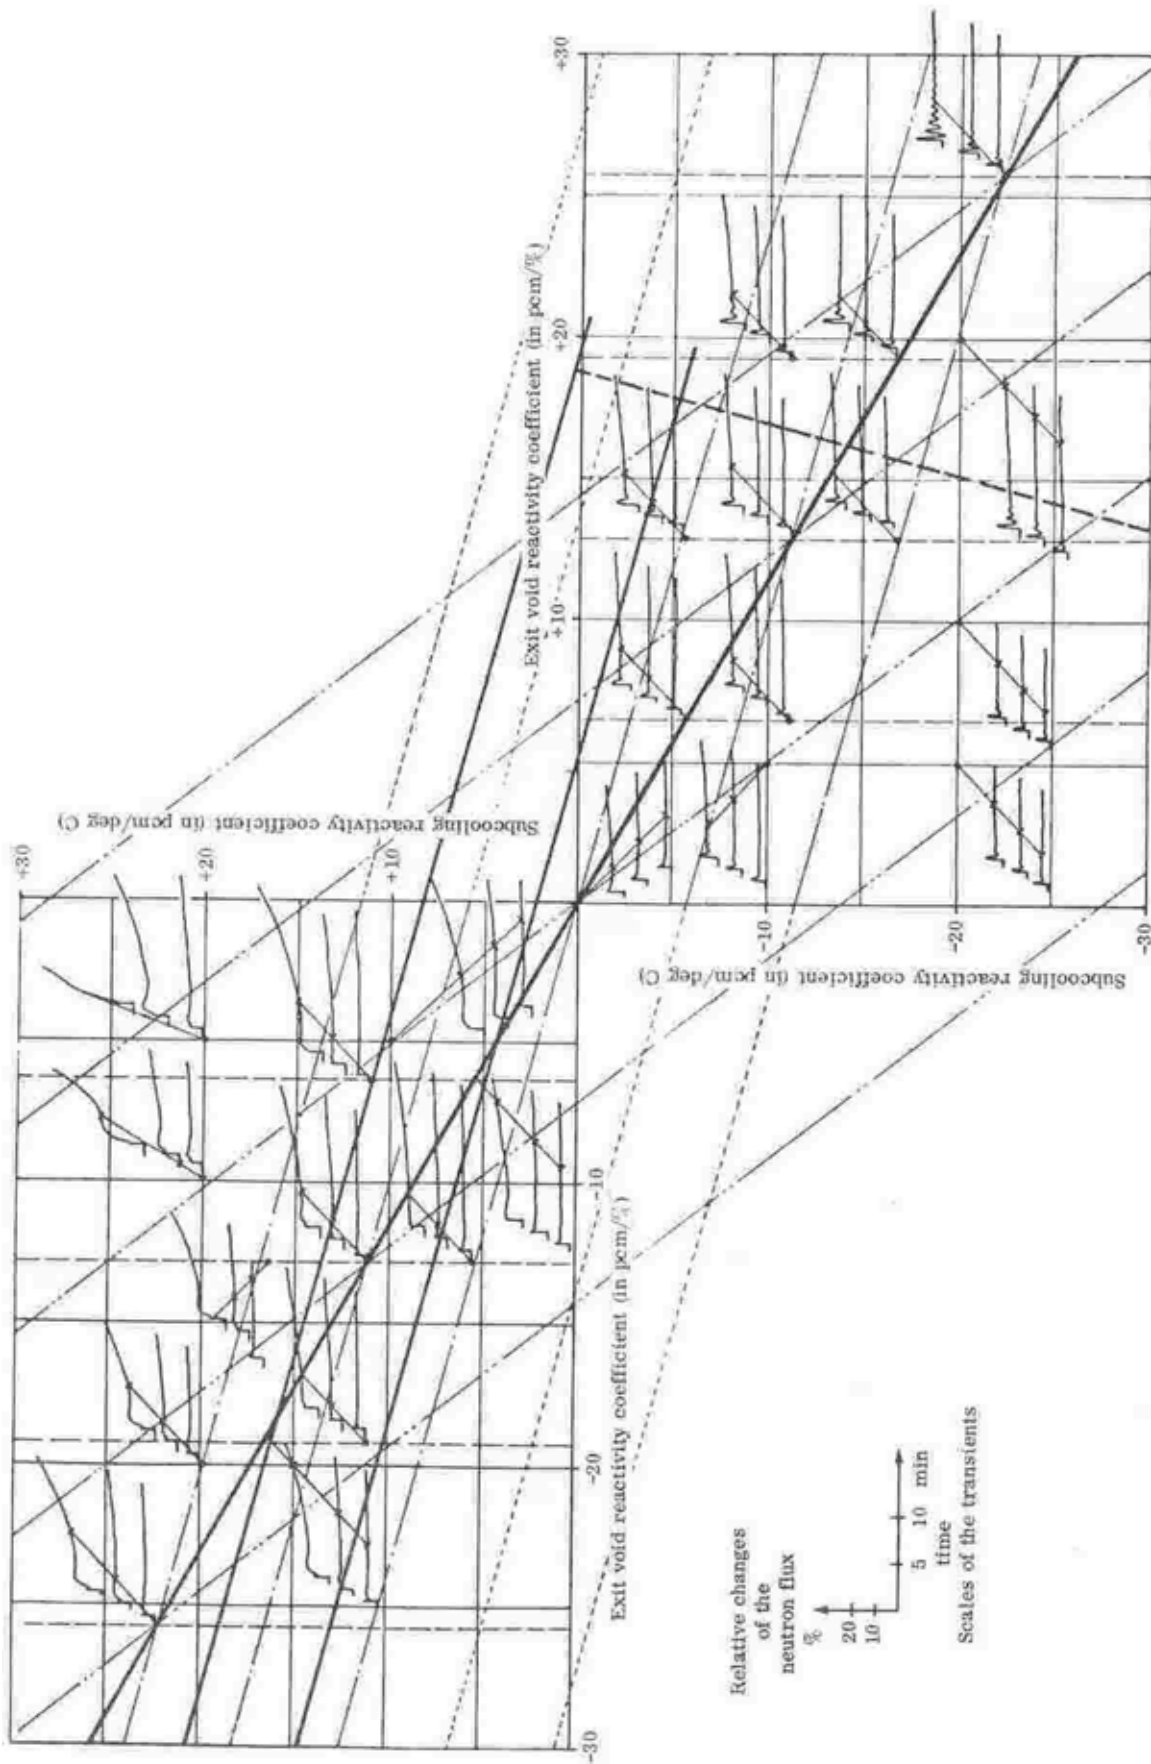 +30
+20
+10
Subcooling reactivity coefficient (in pcm/deg C)
-30
-20
-10
Exit void reactivity coefficient (in pcm/%)
Exit void reactivity coefficient (in pcm/%)
+10
+20
+30
-10
-20
-30
Subcooling reactivity coefficient (in pcm/deg C)
Relative changes
of the
neutron flux
%
20
10
5 10 min
time
Scales of the transients